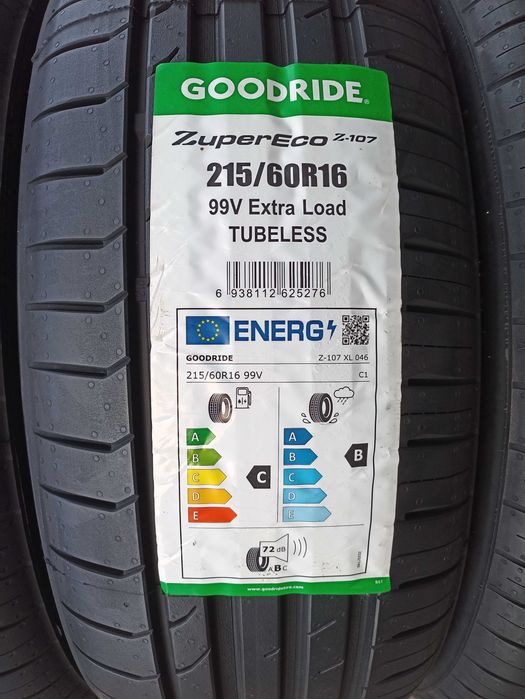 GOODRIDE®
ZuperEco Z-107
215/60R16
99V Extra Load
TUBELESS
6 938112 625276
ENERG
GOODRIDE Z-107 XL 046
215/60R16 99V C1
A A
B B B
C C C
D D
E E
72 dB
A B C
www.goodridetire.com